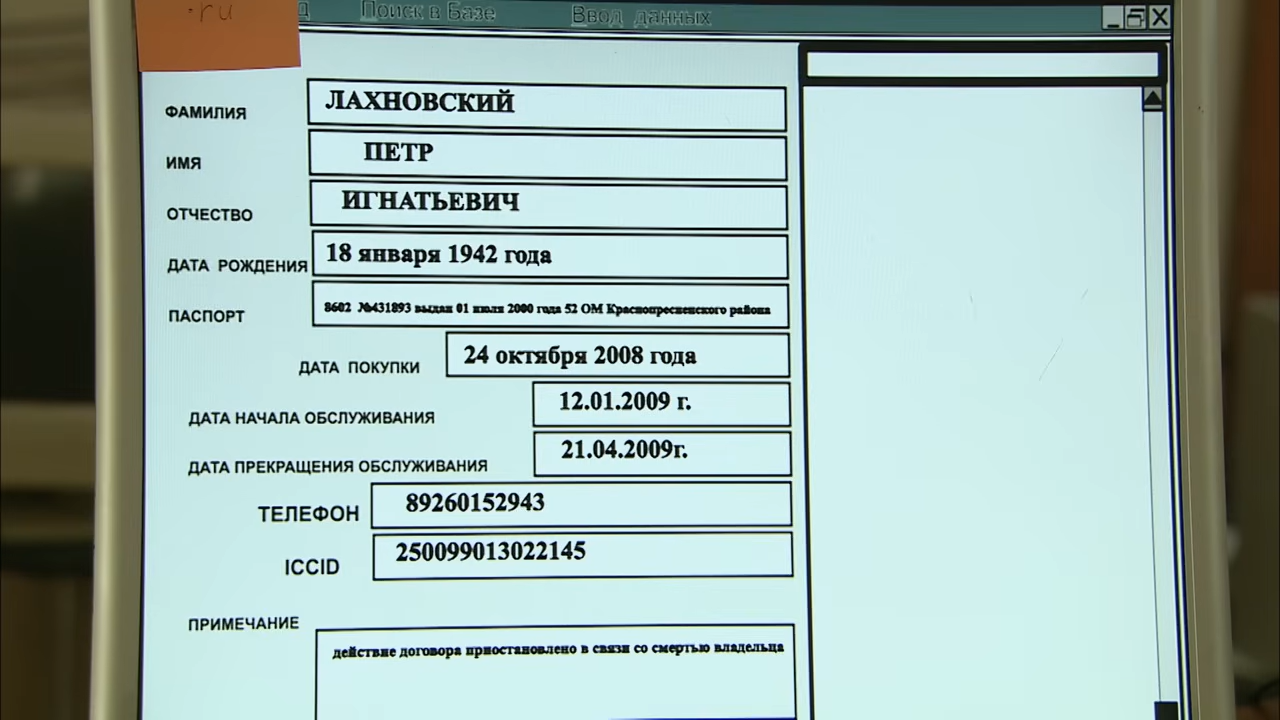 .ru
Поиск в Базе
Ввод данных
ФАМИЛИЯ ЛАХНОВСКИЙ
ИМЯ ПЕТР
ОТЧЕСТВО ИГНАТЬЕВИЧ
ДАТА РОЖДЕНИЯ 18 января 1942 года
ПАСПОРТ 8602 №431893 выдан 01 июля 2000 года 52 ОМ Краснопресненского района
ДАТА ПОКУПКИ 24 октября 2008 года
ДАТА НАЧАЛА ОБСЛУЖИВАНИЯ 12.01.2009 г.
ДАТА ПРЕКРАЩЕНИЯ ОБСЛУЖИВАНИЯ 21.04.2009г.
ТЕЛЕФОН 89260152943
ICCID 250099013022145
ПРИМЕЧАНИЕ
действие договора приостановлено в связи со смертью владельца